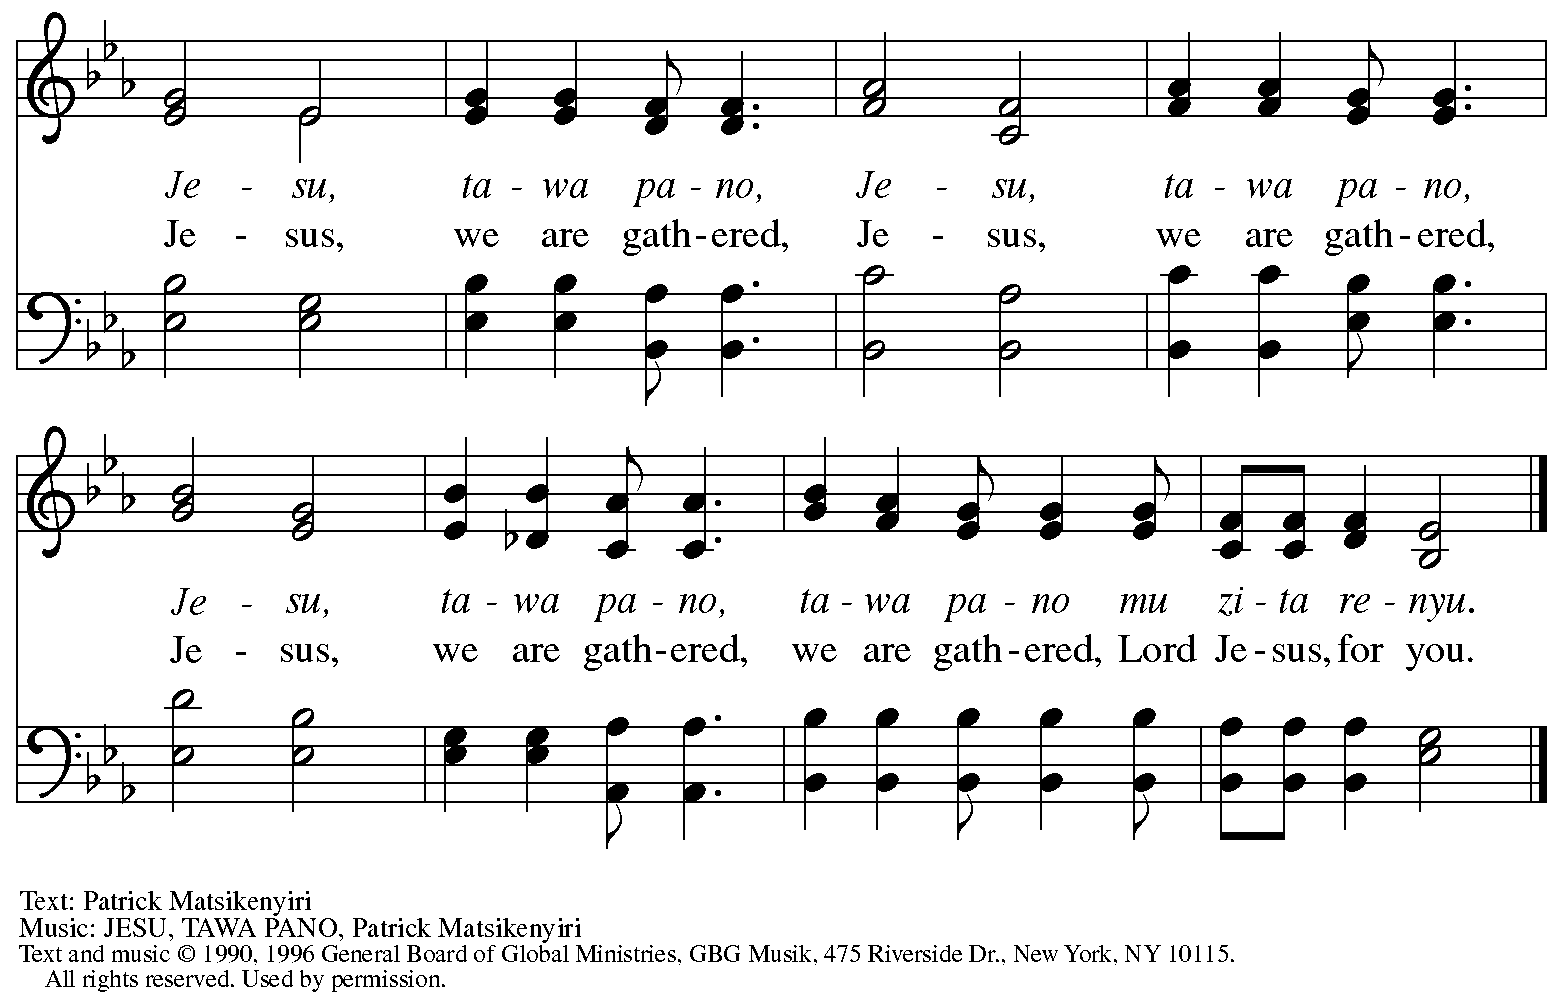 Je - su, ta - wa pa - no, Je - su, ta - wa pa - no,
Je - sus, we are gath - ered, Je - sus, we are gath - ered,
Je - su, ta - wa pa - no, ta - wa pa - no mu zi - ta re - nyu.
Je - sus, we are gath - ered, we are gath - ered, Lord Je - sus, for you.
Text: Patrick Matsikenyiri
Music: JESU, TAWA PANO, Patrick Matsikenyiri
Text and music © 1990, 1996 General Board of Global Ministries, GBG Musik, 475 Riverside Dr., New York, NY 10115.
All rights reserved. Used by permission.